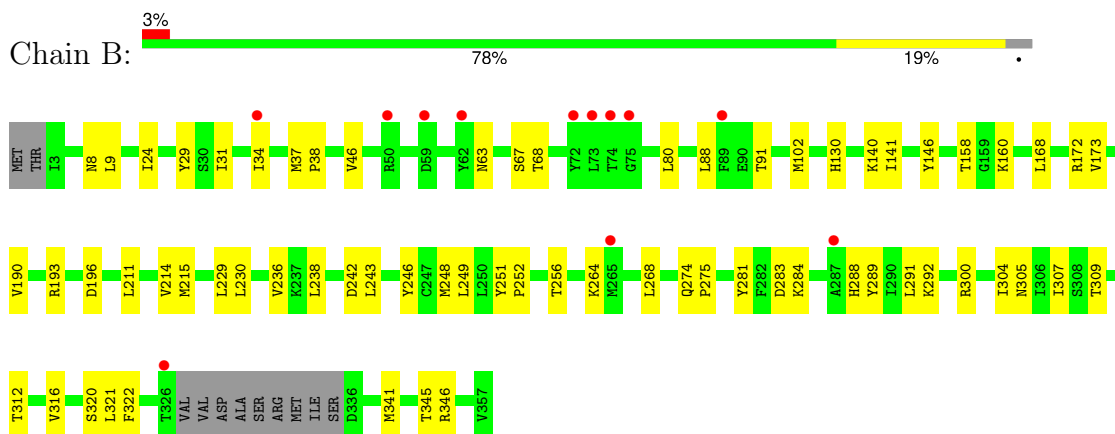 3%
Chain B:
78% 19% •
MET THR I3 N8 L9 I24 Y29 S30 I31 I34 M37 P38 V46 R50 D59 Y62 N63 S67 T68 Y72 L73 T74 G75 L80 L88 F89 E90 T91 M102 H130 K140 I141 Y146 T158 G159 K160 L168 R172 V173
V190 R193 D196 L211 V214 M215 L229 L230 V236 K237 L238 D242 L243 Y246 C247 M248 L249 L250 Y251 P252 T256 K264 M265 L268 Q274 P275 Y281 F282 D283 K284 A287 H288 Y289 I290 L291 K292 R300 I304 N305 I306 I307 S308 T309
T312 V316 S320 L321 F322 T326 VAL VAL ASP ALA SER ARG MET ILE SER D336 M341 T345 R346 V357